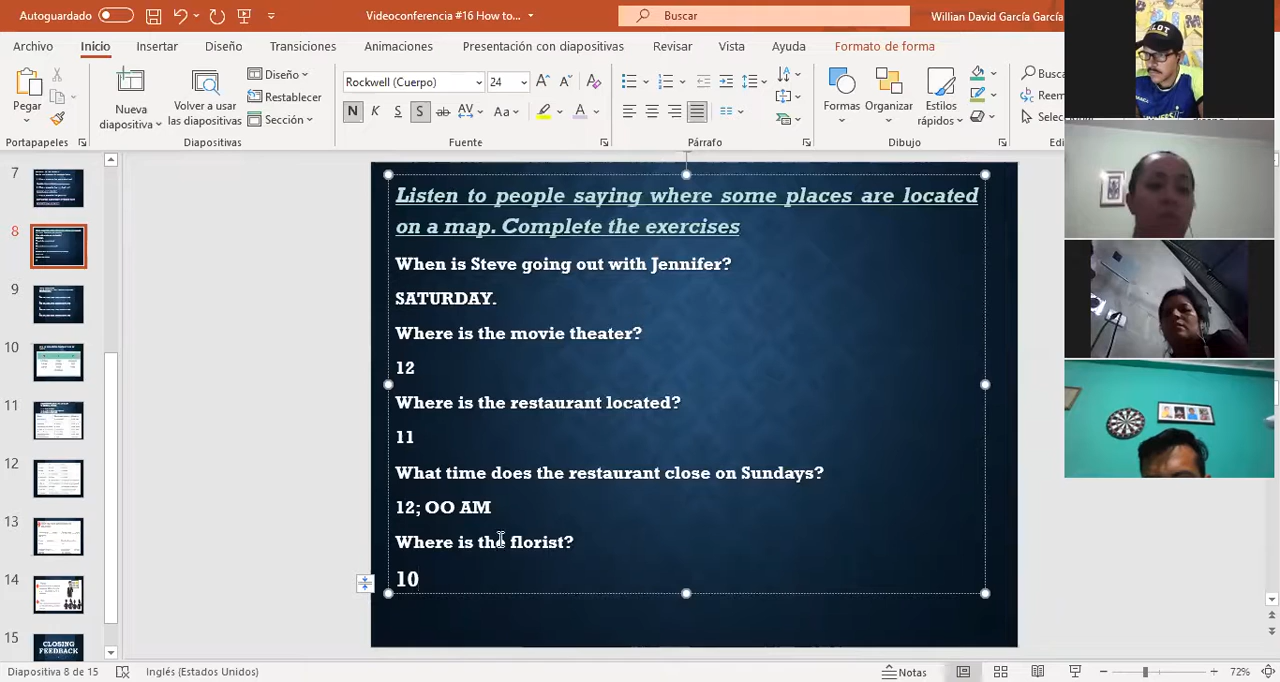 Autoguardado
Videoconferencia #16 How to...
Buscar
Willian David García García
Archivo
Inicio
Insertar
Diseño
Transiciones
Animaciones
Presentación con diapositivas
Revisar
Vista
Ayuda
Formato de forma
Pegar
Nueva diapositiva
Volver a usar las diapositivas
Diseño
Restablecer
Sección
Rockwell (Cuerpo)
24
N K S S ab AV Aa
A
Formas
Organizar
Estilos rápidos
Portapapeles
Diapositivas
Fuente
Párrafo
Dibujo
7
8
9
10
11
12
13
14
15
CLOSING
FEEDBACK
Listen to people saying where some places are located
on a map. Complete the exercises
When is Steve going out with Jennifer?
SATURDAY.
Where is the movie theater?
12
Where is the restaurant located?
11
What time does the restaurant close on Sundays?
12; OO AM
Where is the florist?
10
Diapositiva 8 de 15
Inglés (Estados Unidos)
Notas
72%